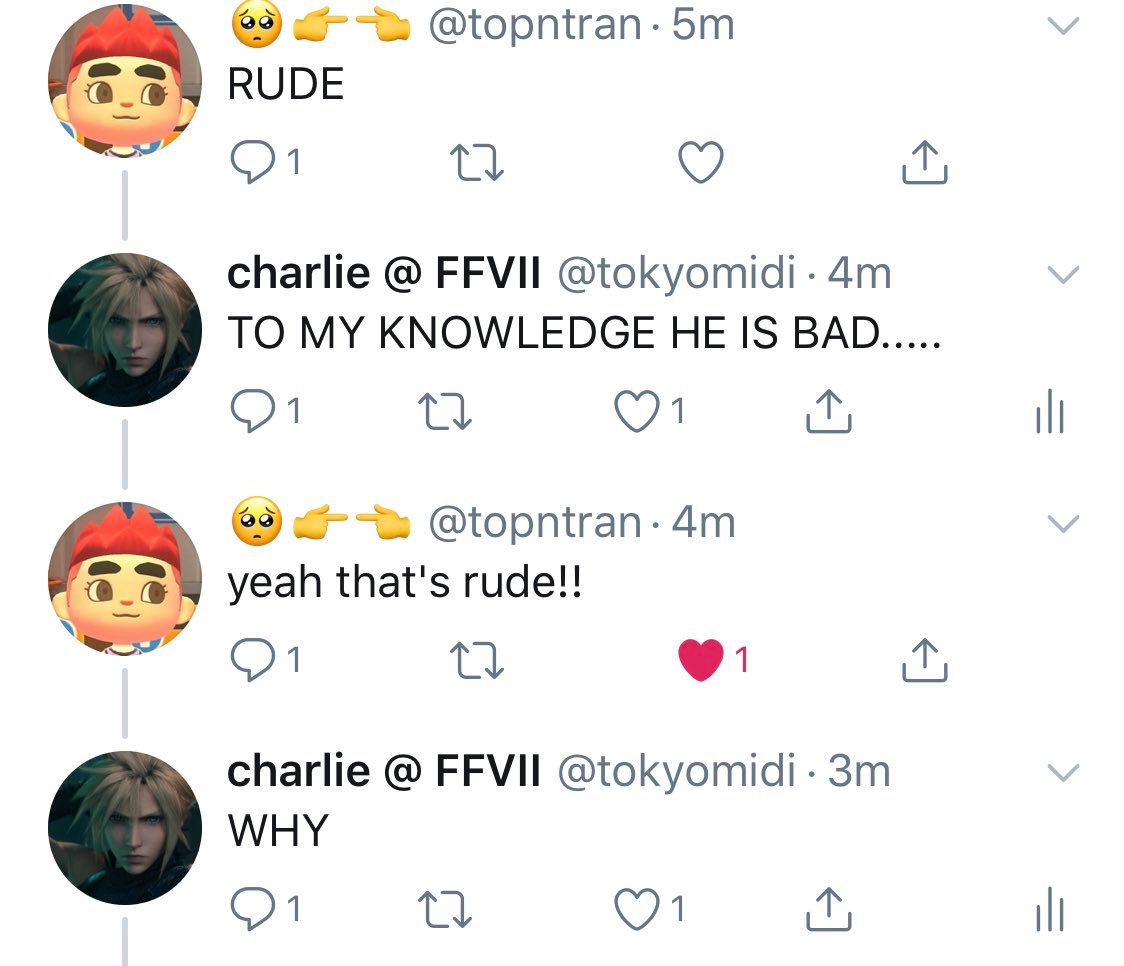 🥺👉👈 @topntran · 5m
RUDE
1
charlie @ FFVII @tokyomidi · 4m
TO MY KNOWLEDGE HE IS BAD.....
1 1
🥺👉👈 @topntran · 4m
yeah that's rude!!
1 1
charlie @ FFVII @tokyomidi · 3m
WHY
1 1